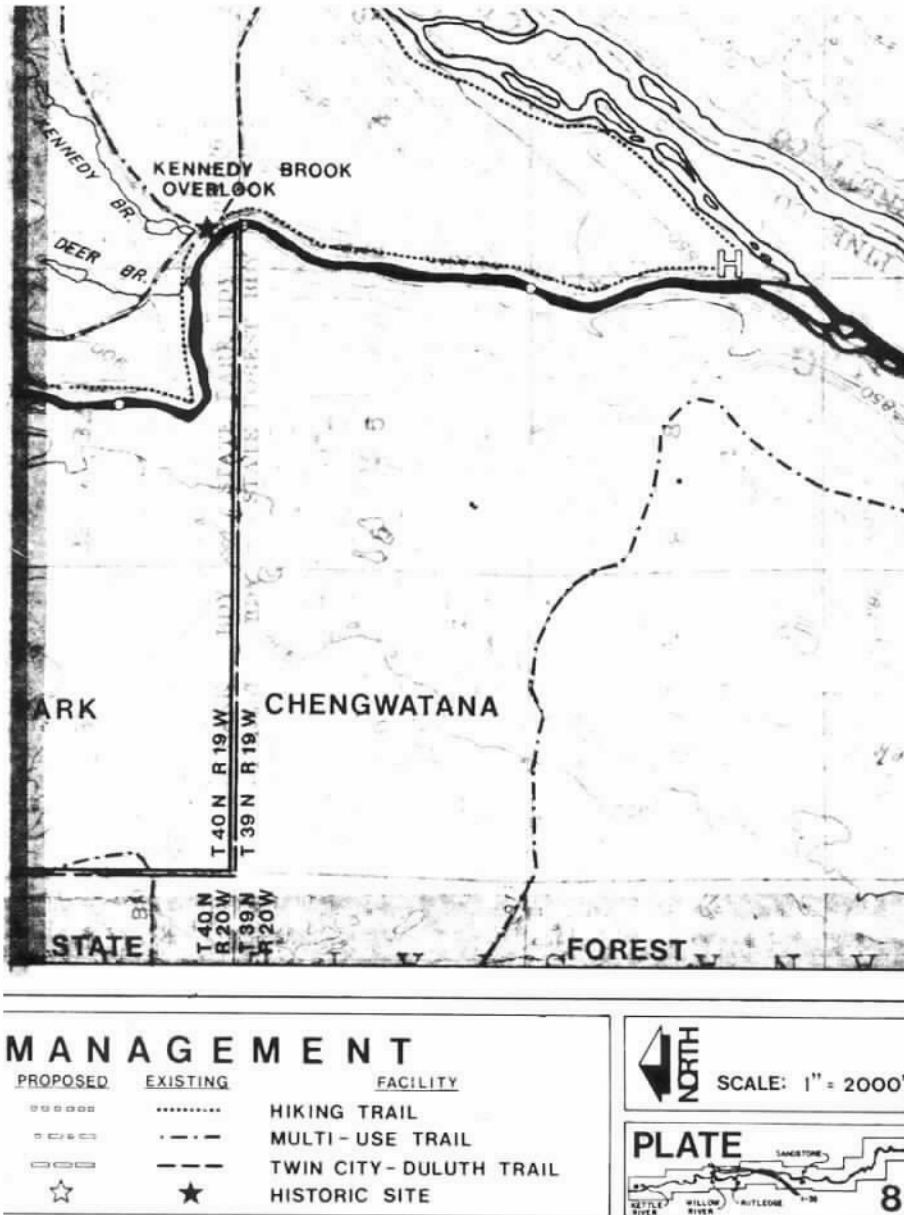 KENNEDY BR.
KENNEDY BROOK
OVERLOOK
DEER BR.
H
850
ARK
CHENGWATANA
T 40 N R 19 W
T 39 N R 19 W
T 40 N
R 20 W
T 39 N
R 20 W
STATE
FOREST
MANAGEMENT
PROPOSED EXISTING FACILITY
HIKING TRAIL
MULTI-USE TRAIL
TWIN CITY-DULUTH TRAIL
HISTORIC SITE
NORTH
SCALE: 1" = 2000'
PLATE
SANDSTONE
KETTLE
RIVER
WILLOW
RIVER
RUTLEDGE
I-35
8